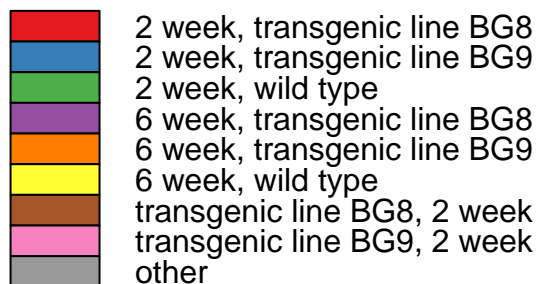 2 week, transgenic line BG8
2 week, transgenic line BG9
2 week, wild type
6 week, transgenic line BG8
6 week, transgenic line BG9
6 week, wild type
transgenic line BG8, 2 week
transgenic line BG9, 2 week
other